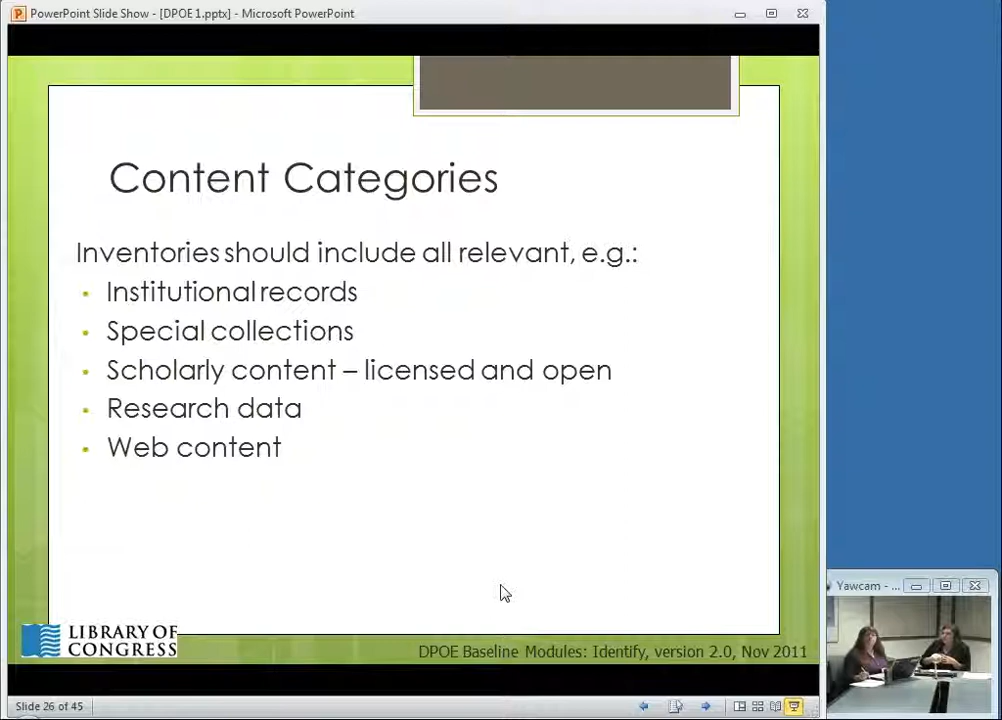 PowerPoint Slide Show - [DPOE 1.pptx] - Microsoft PowerPoint
Content Categories
Inventories should include all relevant, e.g.:
• Institutional records
• Special collections
• Scholarly content – licensed and open
• Research data
• Web content
LIBRARY OF
CONGRESS
DPOE Baseline Modules: Identify, version 2.0, Nov 2011
Yawcam - ...
Slide 26 of 45